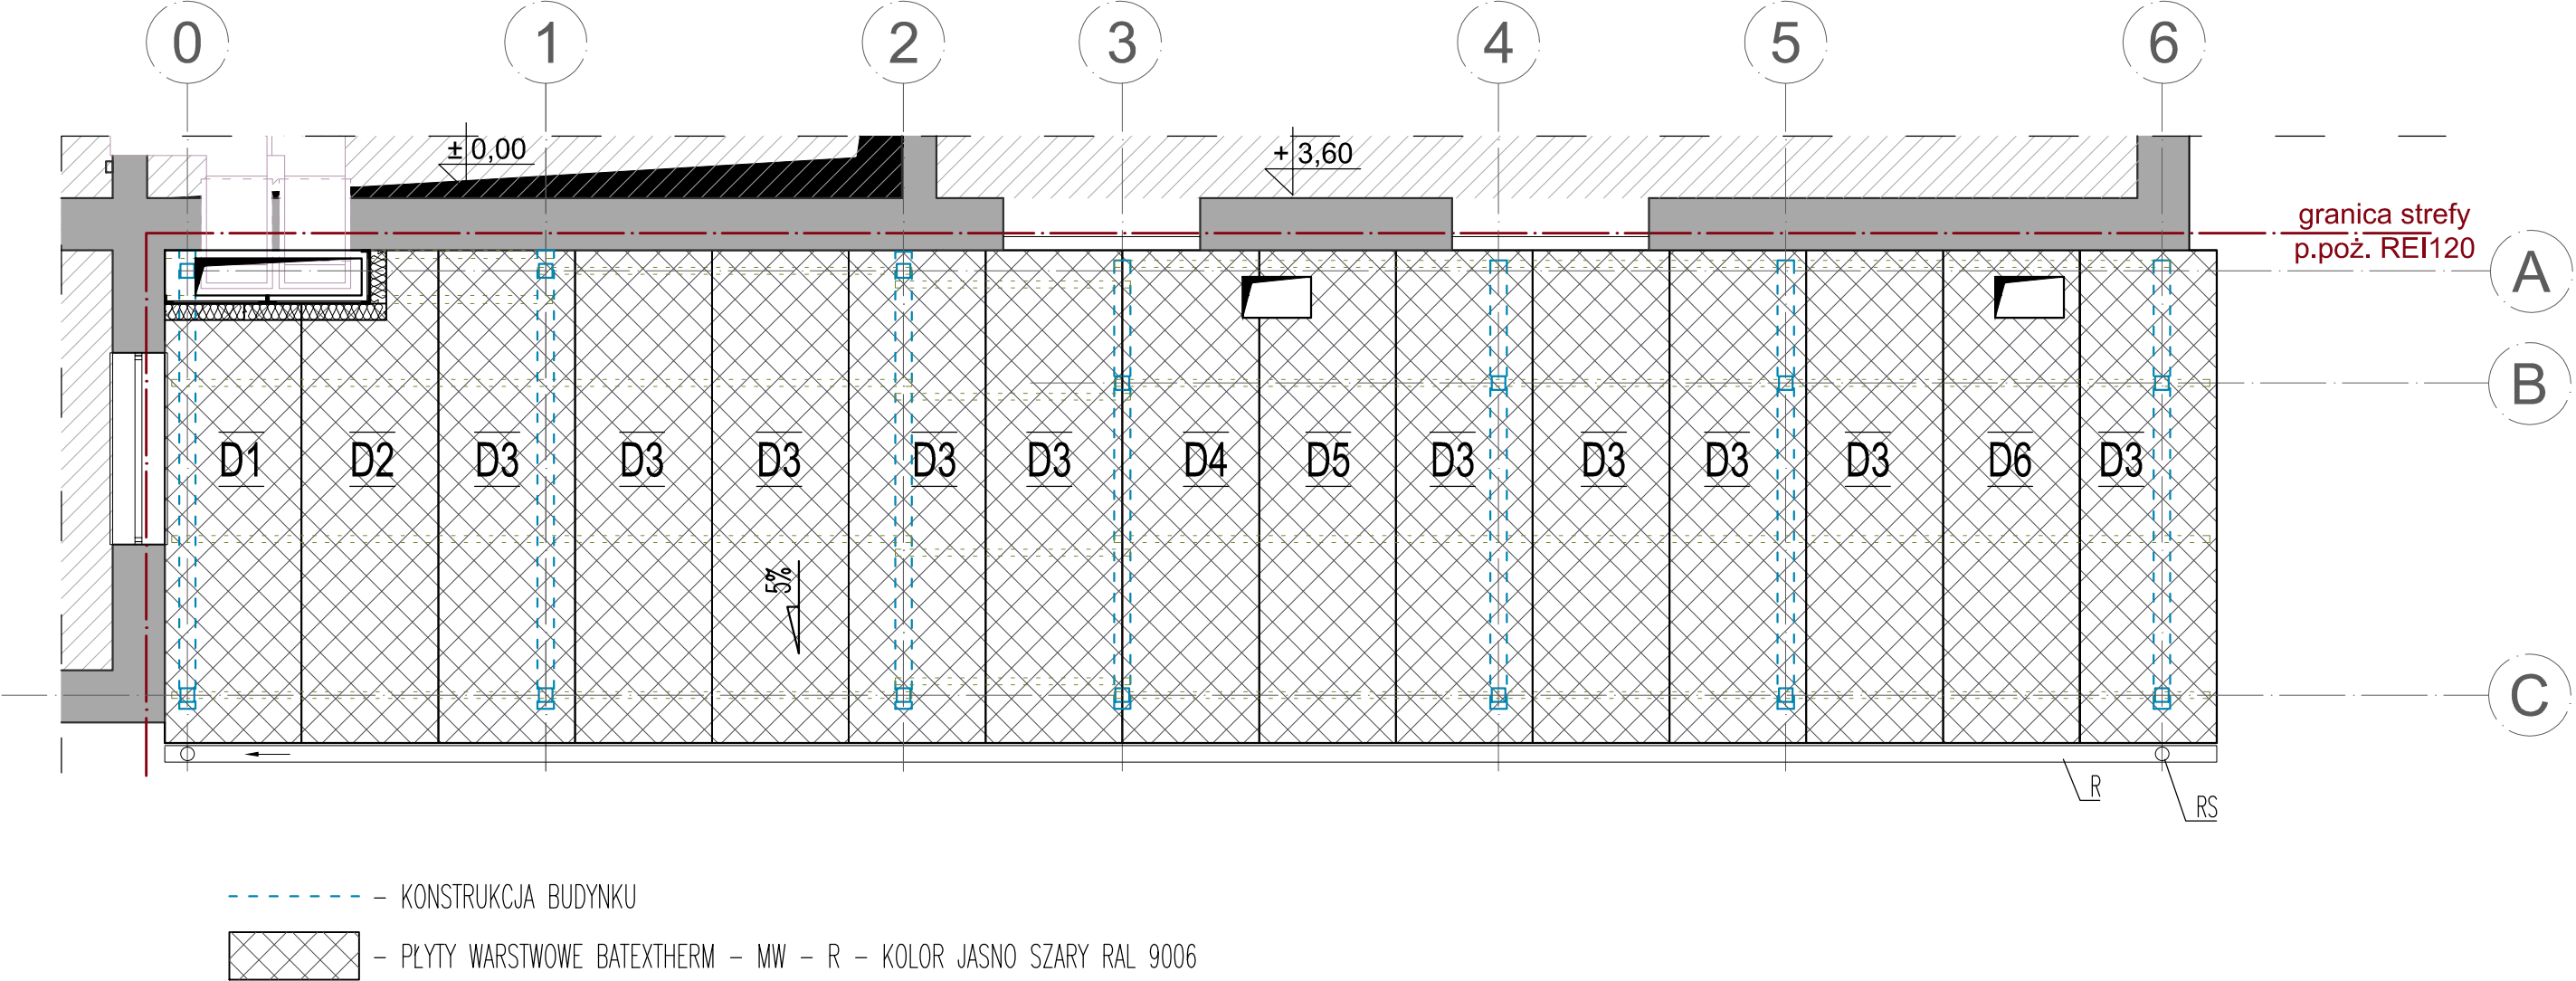 0 1 2 3 4 5 6
± 0,00
+ 3,60
granica strefy
p.poż. REI120
A
B
D1 D2 D3 D3 D3 D3 D3 D4 D5 D3 D3 D3 D3 D6 D3
5%
C
R
RS
– KONSTRUKCJA BUDYNKU
– PŁYTY WARSTWOWE BATEXTHERM – MW – R – KOLOR JASNO SZARY RAL 9006